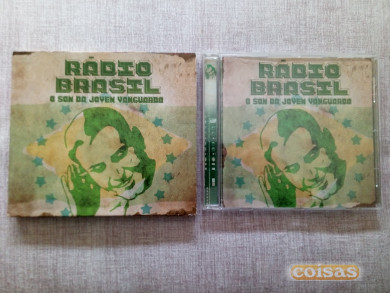 RÁDIO
BRASIL
O SOM DA JOVEM VANGUARDA
RÁDIO
BRASIL
O SOM DA JOVEM VANGUARDA
coisas